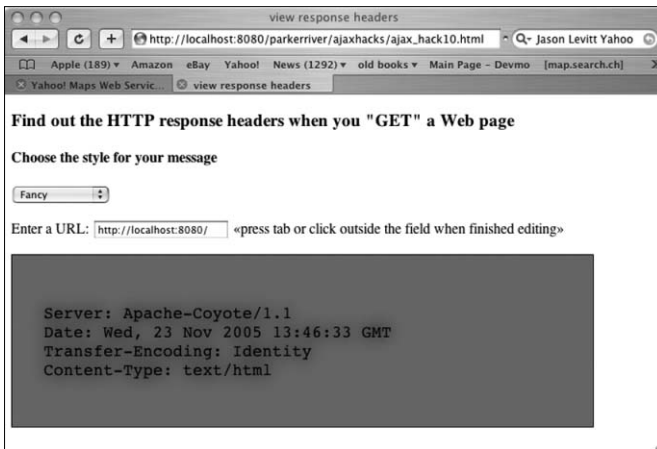 view response headers
http://localhost:8080/parkerriver/ajaxhacks/ajax_hack10.html Q Jason Levitt Yahoo
Apple (189) ▾ Amazon eBay Yahoo! News (1292) ▾ old books ▾ Main Page - Devmo [map.search.ch]
Yahoo! Maps Web Servic... view response headers
Find out the HTTP response headers when you "GET" a Web page
Choose the style for your message
Fancy
Enter a URL: http://localhost:8080/ «press tab or click outside the field when finished editing»
Server: Apache-Coyote/1.1
Date: Wed, 23 Nov 2005 13:46:33 GMT
Transfer-Encoding: Identity
Content-Type: text/html